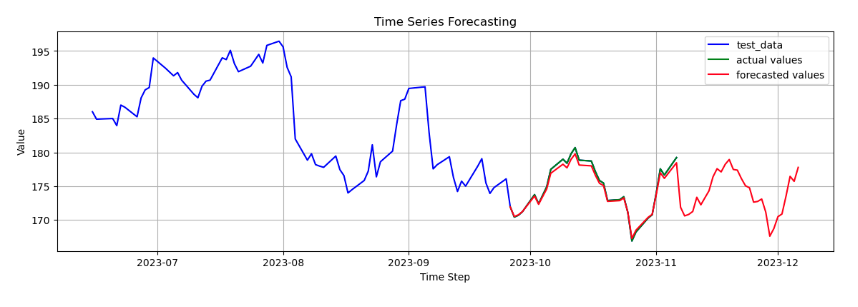 Time Series Forecasting
test_data
actual values
forecasted values
Value
195
190
185
180
175
170
2023-07
2023-08
2023-09
2023-10
2023-11
2023-12
Time Step